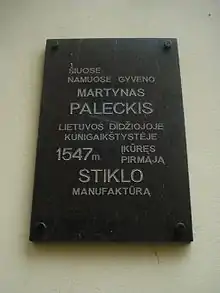 ŠIUOSE
NAMUOSE GYVENO
MARTYNAS
PALECKIS
LIETUVOS DIDŽIOJOJE
KUNIGAIKŠTYSTĖJE
1547m. ĮKŪRĘS
PIRMĄJĄ
STIKLO
MANUFAKTŪRĄ